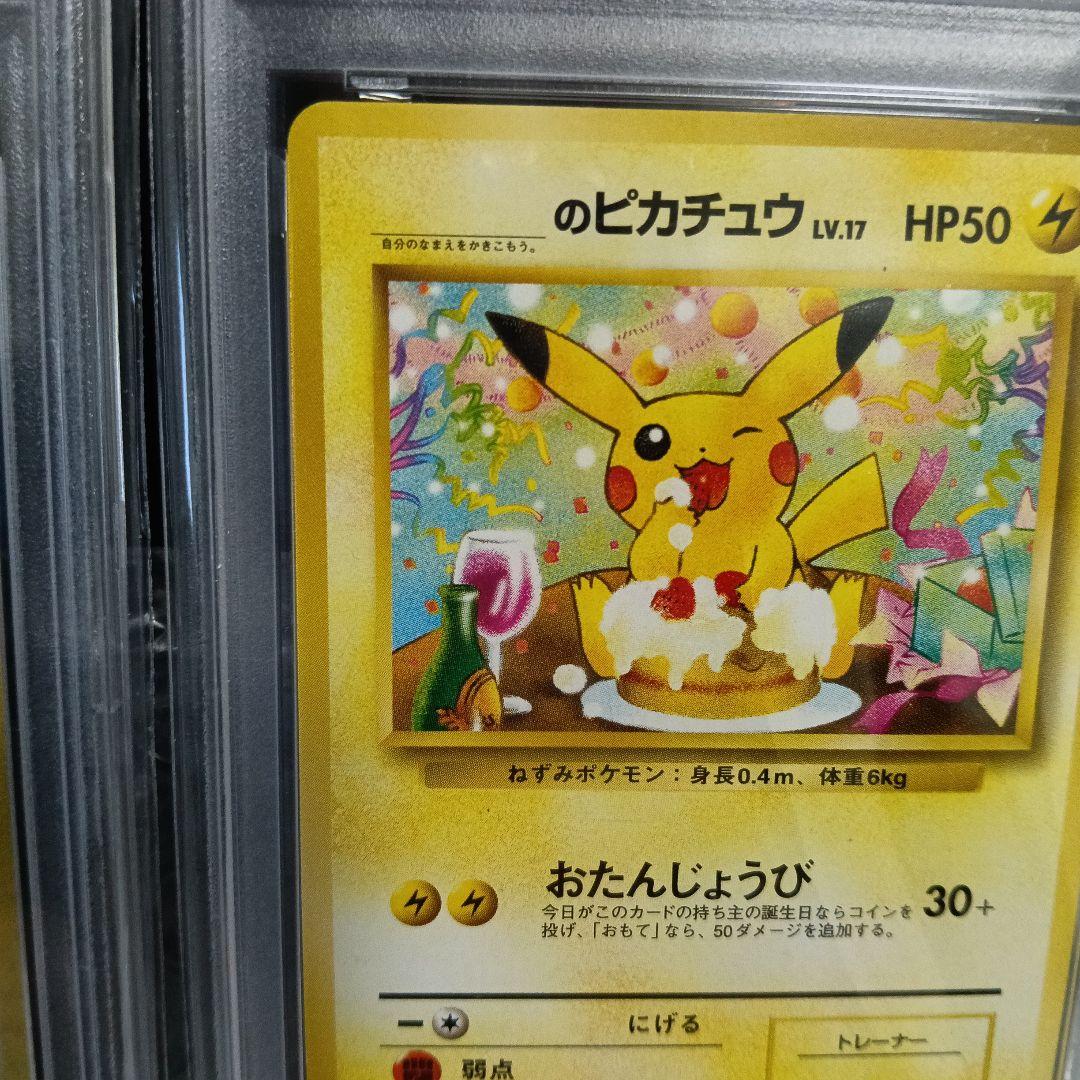 のピカチュウ LV.17 HP50
自分のなまえをかきこもう。
ねずみポケモン：身長0.4m、体重6kg
おたんじょうび 30+
今日がこのカードの持ち主の誕生日ならコインを
投げ、「おもて」なら、50ダメージを追加する。
にげる
トレーナー
弱点